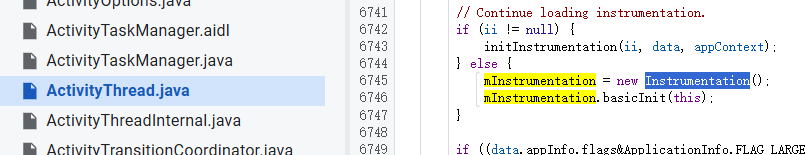 ActivityOptions.java
ActivityTaskManager.aidl
ActivityTaskManager.java
ActivityThread.java
ActivityThreadInternal.java
ActivityTransitionCoordinator.java
6741 // Continue loading instrumentation.
6742 if (ii != null) {
6743 initInstrumentation(ii, data, appContext);
6744 } else {
6745 mInstrumentation = new Instrumentation();
6746 mInstrumentation.basicInit(this);
6747 }
6748
6749 if ((data.appInfo.flags&ApplicationInfo.FLAG_LARGE